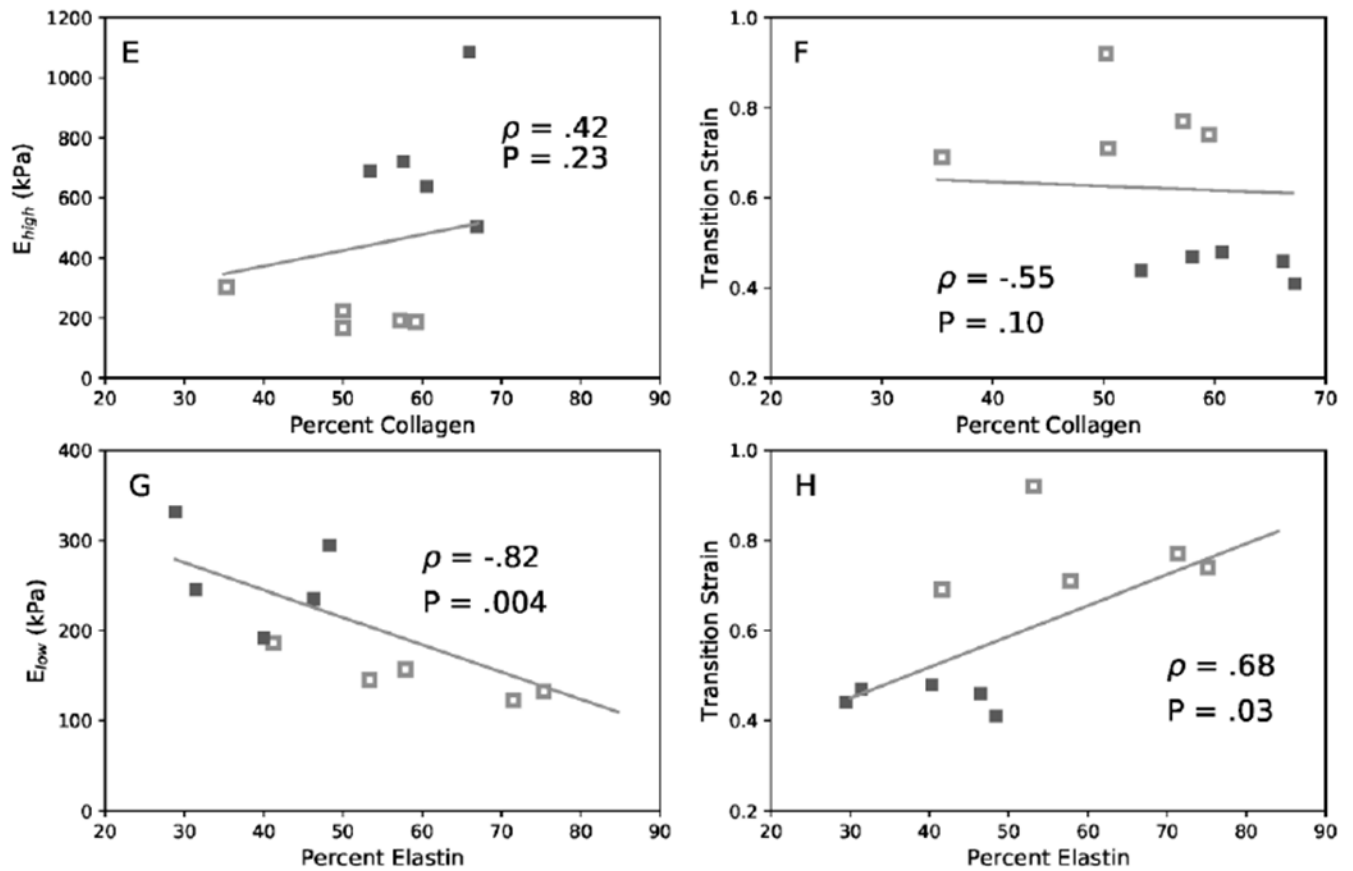 E
ρ = .42
P = .23
1200
1000
800
600
400
200
0
E_high (kPa)
20 30 40 50 60 70 80 90
Percent Collagen
F
ρ = -.55
P = .10
1.0
0.8
0.6
0.4
0.2
Transition Strain
20 30 40 50 60 70
Percent Collagen
G
ρ = -.82
P = .004
400
300
200
100
0
E_low (kPa)
20 30 40 50 60 70 80 90
Percent Elastin
H
ρ = .68
P = .03
1.0
0.8
0.6
0.4
0.2
Transition Strain
20 30 40 50 60 70 80 90
Percent Elastin